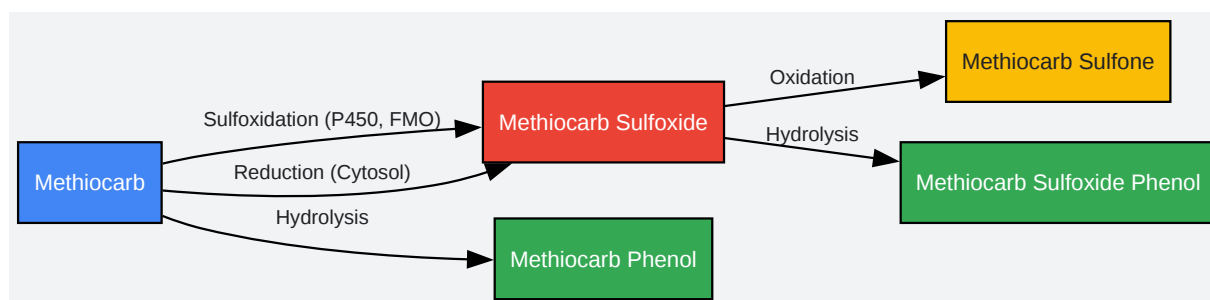 Methiocarb
Sulfoxidation (P450, FMO)
Reduction (Cytosol)
Hydrolysis
Methiocarb Sulfoxide
Methiocarb Phenol
Oxidation
Hydrolysis
Methiocarb Sulfone
Methiocarb Sulfoxide Phenol